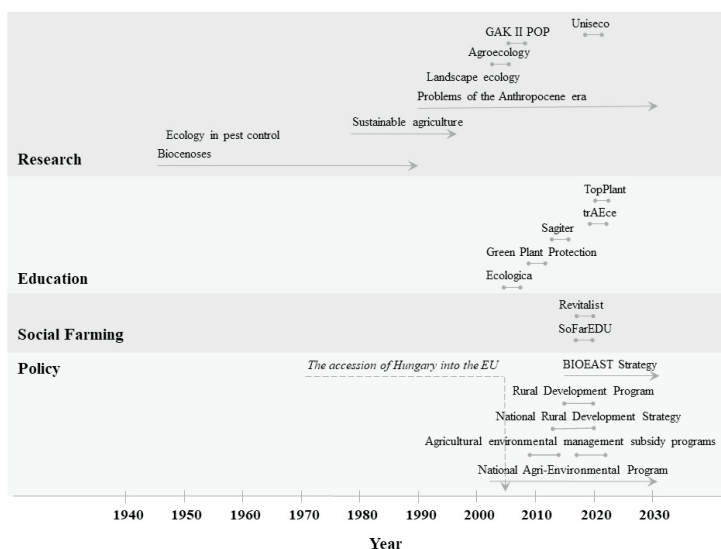 Uniseco
GAK II POP
Agroecology
Landscape ecology
Problems of the Anthropocene era
Sustainable agriculture
Ecology in pest control
Biocenoses
Research
TopPlant
trAEce
Sagiter
Green Plant Protection
Ecologica
Education
Revitalist
SoFarEDU
Social Farming
Policy
The accession of Hungary into the EU
BIOEAST Strategy
Rural Development Program
National Rural Development Strategy
Agricultural environmental management subsidy programs
National Agri-Environmental Program
1940 1950 1960 1970 1980 1990 2000 2010 2020 2030
Year